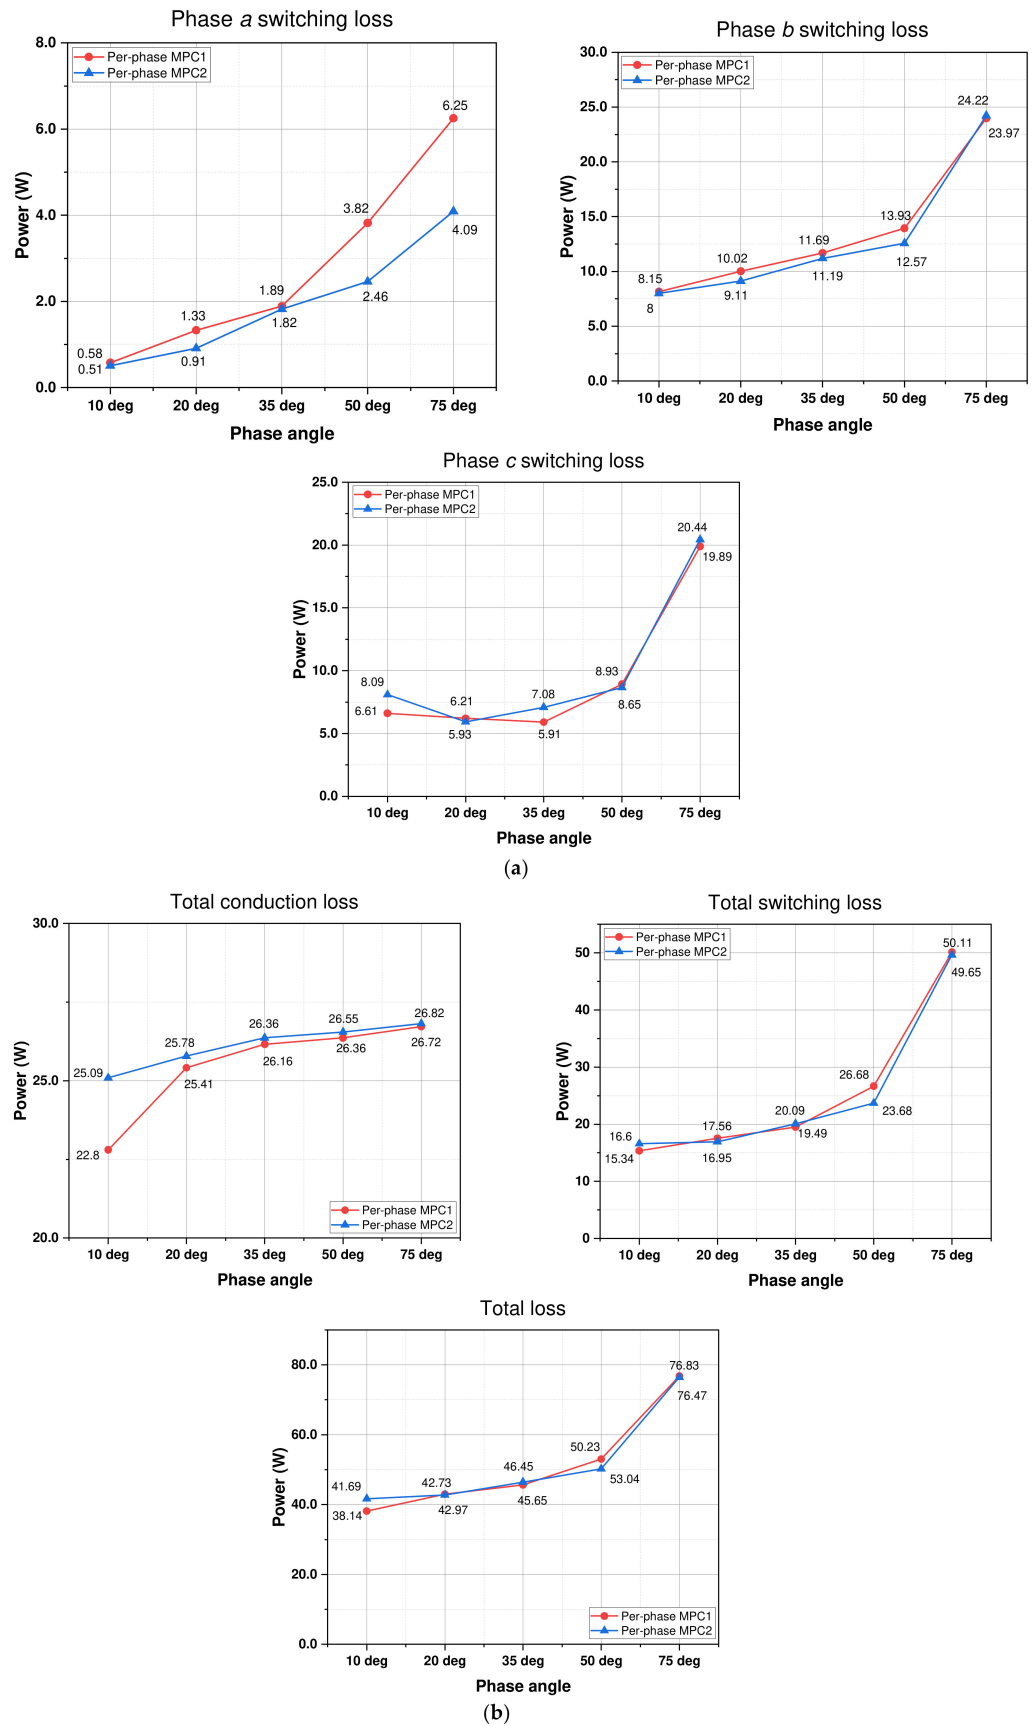 Phase a switching loss
8.0
6.0
4.0
2.0
0.0
Power (W)
Per-phase MPC1
Per-phase MPC2
6.25
3.82
4.09
1.89
2.46
1.33
1.82
0.58
0.91
0.51
10 deg 20 deg 35 deg 50 deg 75 deg
Phase angle
Phase b switching loss
30.0
25.0
20.0
15.0
10.0
5.0
0.0
Power (W)
Per-phase MPC1
Per-phase MPC2
24.22
23.97
13.93
11.69
12.57
10.02
11.19
8.15
9.11
8
10 deg 20 deg 35 deg 50 deg 75 deg
Phase angle
Phase c switching loss
25.0
20.0
15.0
10.0
5.0
0.0
Power (W)
Per-phase MPC1
Per-phase MPC2
20.44
19.89
8.93
8.09
7.08
6.21
8.65
6.61
5.93
5.91
10 deg 20 deg 35 deg 50 deg 75 deg
Phase angle
(a)
Total conduction loss
30.0
25.0
20.0
Power (W)
26.82
26.55
26.36
25.78
26.72
26.36
26.16
25.09
25.41
22.8
Per-phase MPC1
Per-phase MPC2
10 deg 20 deg 35 deg 50 deg 75 deg
Phase angle
Total switching loss
50
40
30
20
10
0
Power (W)
Per-phase MPC1
Per-phase MPC2
50.11
49.65
26.68
20.09
23.68
17.56
16.6
19.49
15.34
16.95
10 deg 20 deg 35 deg 50 deg 75 deg
Phase angle
Total loss
80.0
60.0
40.0
20.0
0.0
Power (W)
76.83
76.47
50.23
46.45
53.04
41.69
42.73
45.65
38.14
42.97
Per-phase MPC1
Per-phase MPC2
10 deg 20 deg 35 deg 50 deg 75 deg
Phase angle
(b)